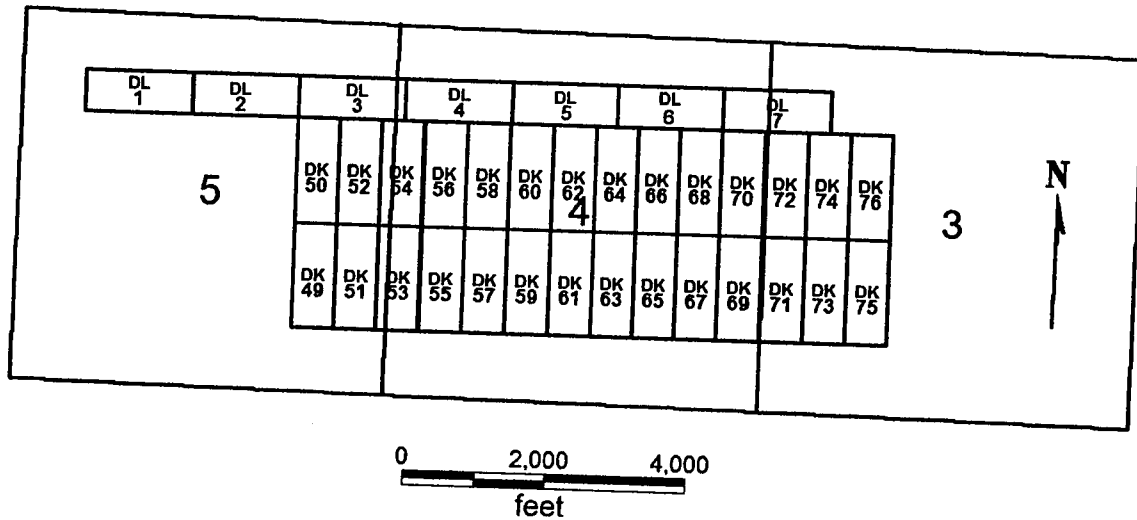 DL DL DL DL DL DL DL
1 2 3 4 5 6 7
DK DK DK DK DK DK DK DK DK DK DK DK DK DK
50 52 54 56 58 60 62 64 66 68 70 72 74 76
5 4 3
N
DK DK DK DK DK DK DK DK DK DK DK DK DK DK
49 51 53 55 57 59 61 63 65 67 69 71 73 75
0 2,000 4,000
feet